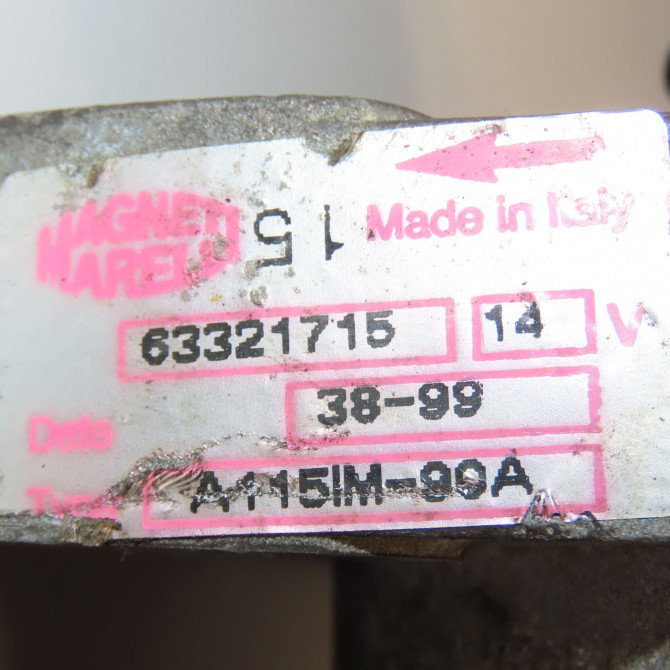 MAGNETI
MARELLI
15
Made in Italy
63321715
14 V
Date
38-99
Type
A115IM-99A